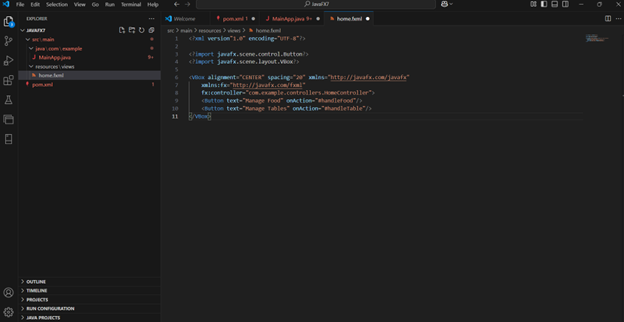 File Edit Selection View Go Run Terminal Help
JavaFX7
EXPLORER
Welcome
pom.xml 1
MainApp.java 9+
home.fxml
JAVAFX7
src > main > resources > views > home.fxml
src\main
java\com\example
MainApp.java 9+
resources\views
home.fxml
pom.xml 1
1 <?xml version="1.0" encoding="UTF-8"?>
2
3 <?import javafx.scene.control.Button?>
4 <?import javafx.scene.layout.VBox?>
5
6 <VBox alignment="CENTER" spacing="20" xmlns="http://javafx.com/javafx"
7 xmlns:fx="http://javafx.com/fxml"
8 fx:controller="com.example.controllers.HomeController">
9 <Button text="Manage Food" onAction="#handleFood"/>
10 <Button text="Manage Tables" onAction="#handleTable"/>
11 </VBox>
OUTLINE
TIMELINE
PROJECTS
RUN CONFIGURATION
JAVA PROJECTS